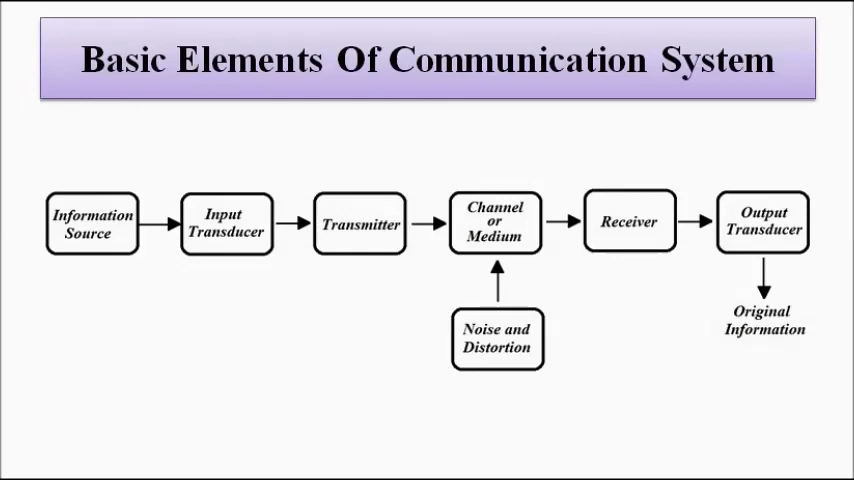 Basic Elements Of Communication System
Information
Source
Input
Transducer
Transmitter
Channel
or
Medium
Receiver
Output
Transducer
Noise and
Distortion
Original
Information